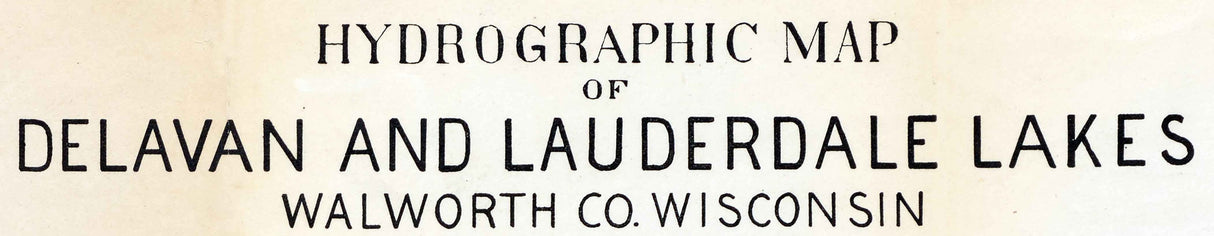 HYDROGRAPHIC MAP
OF
DELAVAN AND LAUDERDALE LAKES
WALWORTH CO. WISCONSIN